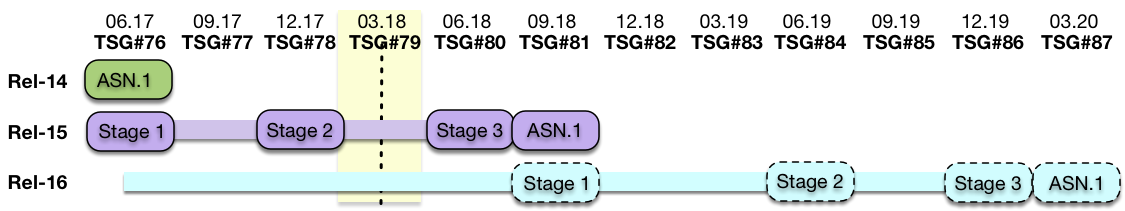 06.17 09.17 12.17 03.18 06.18 09.18 12.18 03.19 06.19 09.19 12.19 03.20
TSG#76 TSG#77 TSG#78 TSG#79 TSG#80 TSG#81 TSG#82 TSG#83 TSG#84 TSG#85 TSG#86 TSG#87
Rel-14 ASN.1
Rel-15 Stage 1 Stage 2 Stage 3 ASN.1
Rel-16 Stage 1 Stage 2 Stage 3 ASN.1